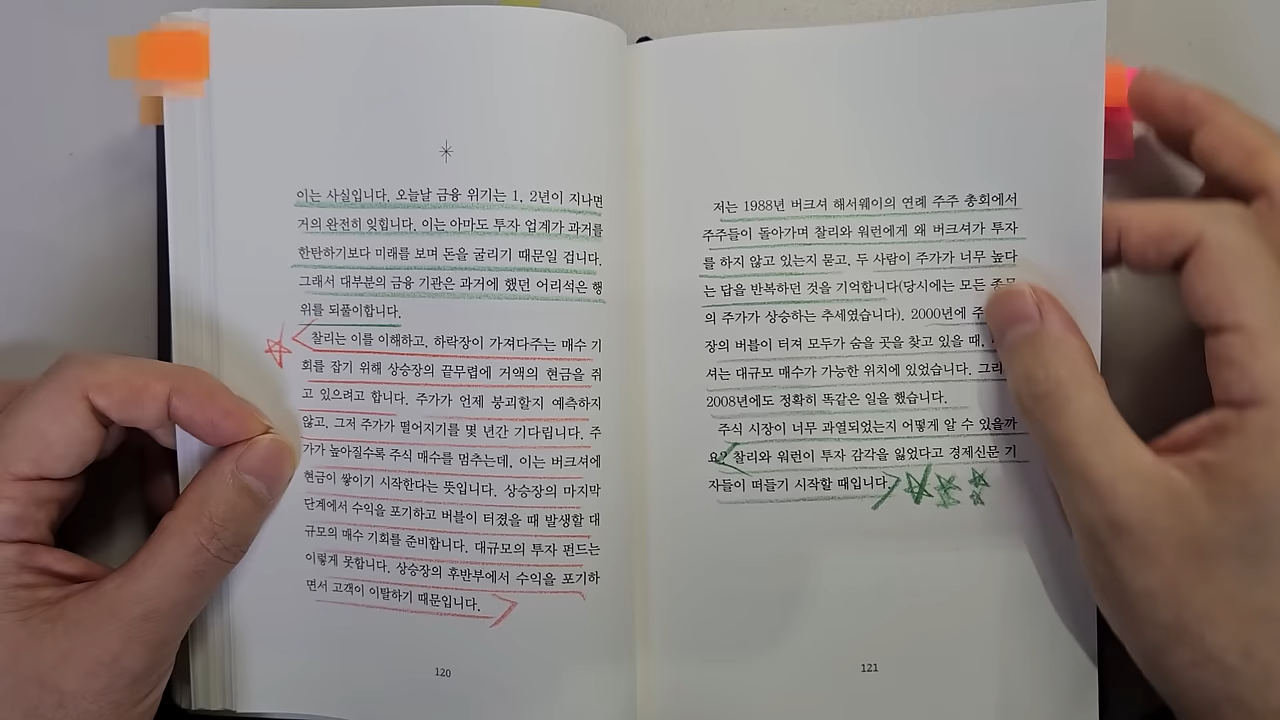 이는 사실입니다. 오늘날 금융 위기는 1, 2년이 지나면
거의 완전히 잊힙니다. 이는 아마도 투자 업계가 과거를
한탄하기보다 미래를 보며 돈을 굴리기 때문일 겁니다.
그래서 대부분의 금융 기관은 과거에 했던 어리석은 행
위를 되풀이합니다.
찰리는 이를 이해하고, 하락장이 가져다주는 매수 기
회를 잡기 위해 상승장의 끝무렵에 거액의 현금을 쥐
고 있으려고 합니다. 주가가 언제 붕괴할지 예측하지
않고, 그저 주가가 떨어지기를 몇 년간 기다립니다. 주
가가 높아질수록 주식 매수를 멈추는데, 이는 버크셔에
현금이 쌓이기 시작한다는 뜻입니다. 상승장의 마지막
단계에서 수익을 포기하고 버블이 터졌을 때 발생할 대
규모의 매수 기회를 준비합니다. 대규모의 투자 펀드는
이렇게 못합니다. 상승장의 후반부에서 수익을 포기하
면서 고객이 이탈하기 때문입니다.
120
저는 1988년 버크셔 해서웨이의 연례 주주 총회에서
주주들이 돌아가며 찰리와 워런에게 왜 버크셔가 투자
를 하지 않고 있는지 묻고, 두 사람이 주가가 너무 높다
는 답을 반복하던 것을 기억합니다(당시에는 모든
의 주가가 상승하는 추세였습니다). 2000년에
장의 버블이 터져 모두가 숨을 곳을 찾고 있을 때,
셔는 대규모 매수가 가능한 위치에 있었습니다.
2008년에도 정확히 똑같은 일을 했습니다.
주식 시장이 너무 과열되었는지 어떻게 알 수 있을까
요? 찰리와 워런이 투자 감각을 잃었다고 경제신문 기
자들이 떠들기 시작할 때입니다.
121